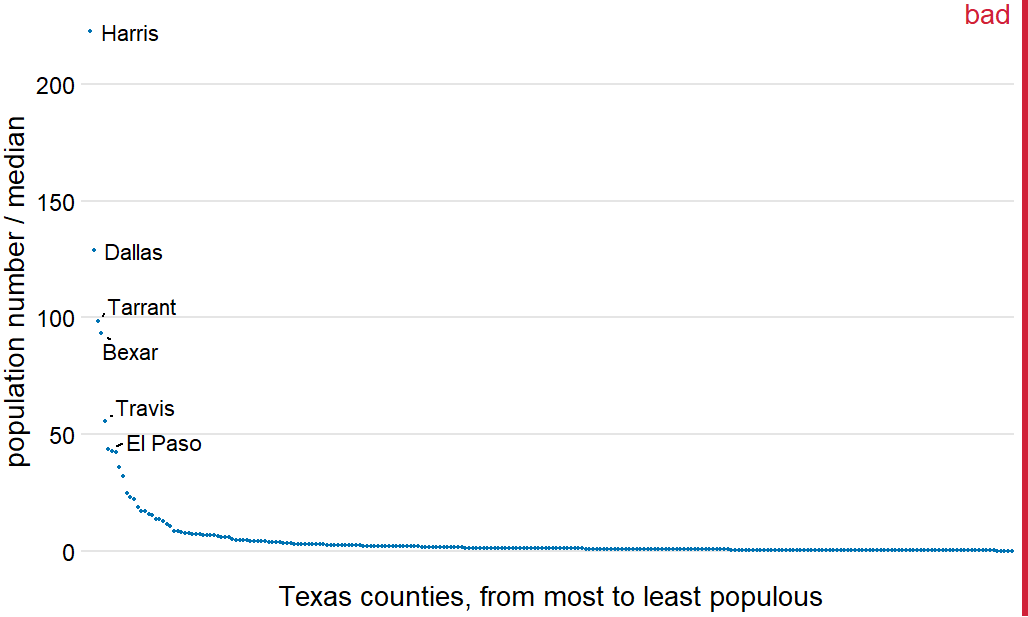 bad
Harris
200
150
Dallas
Tarrant
100
Bexar
Travis
50
El Paso
0
population number / median
Texas counties, from most to least populous